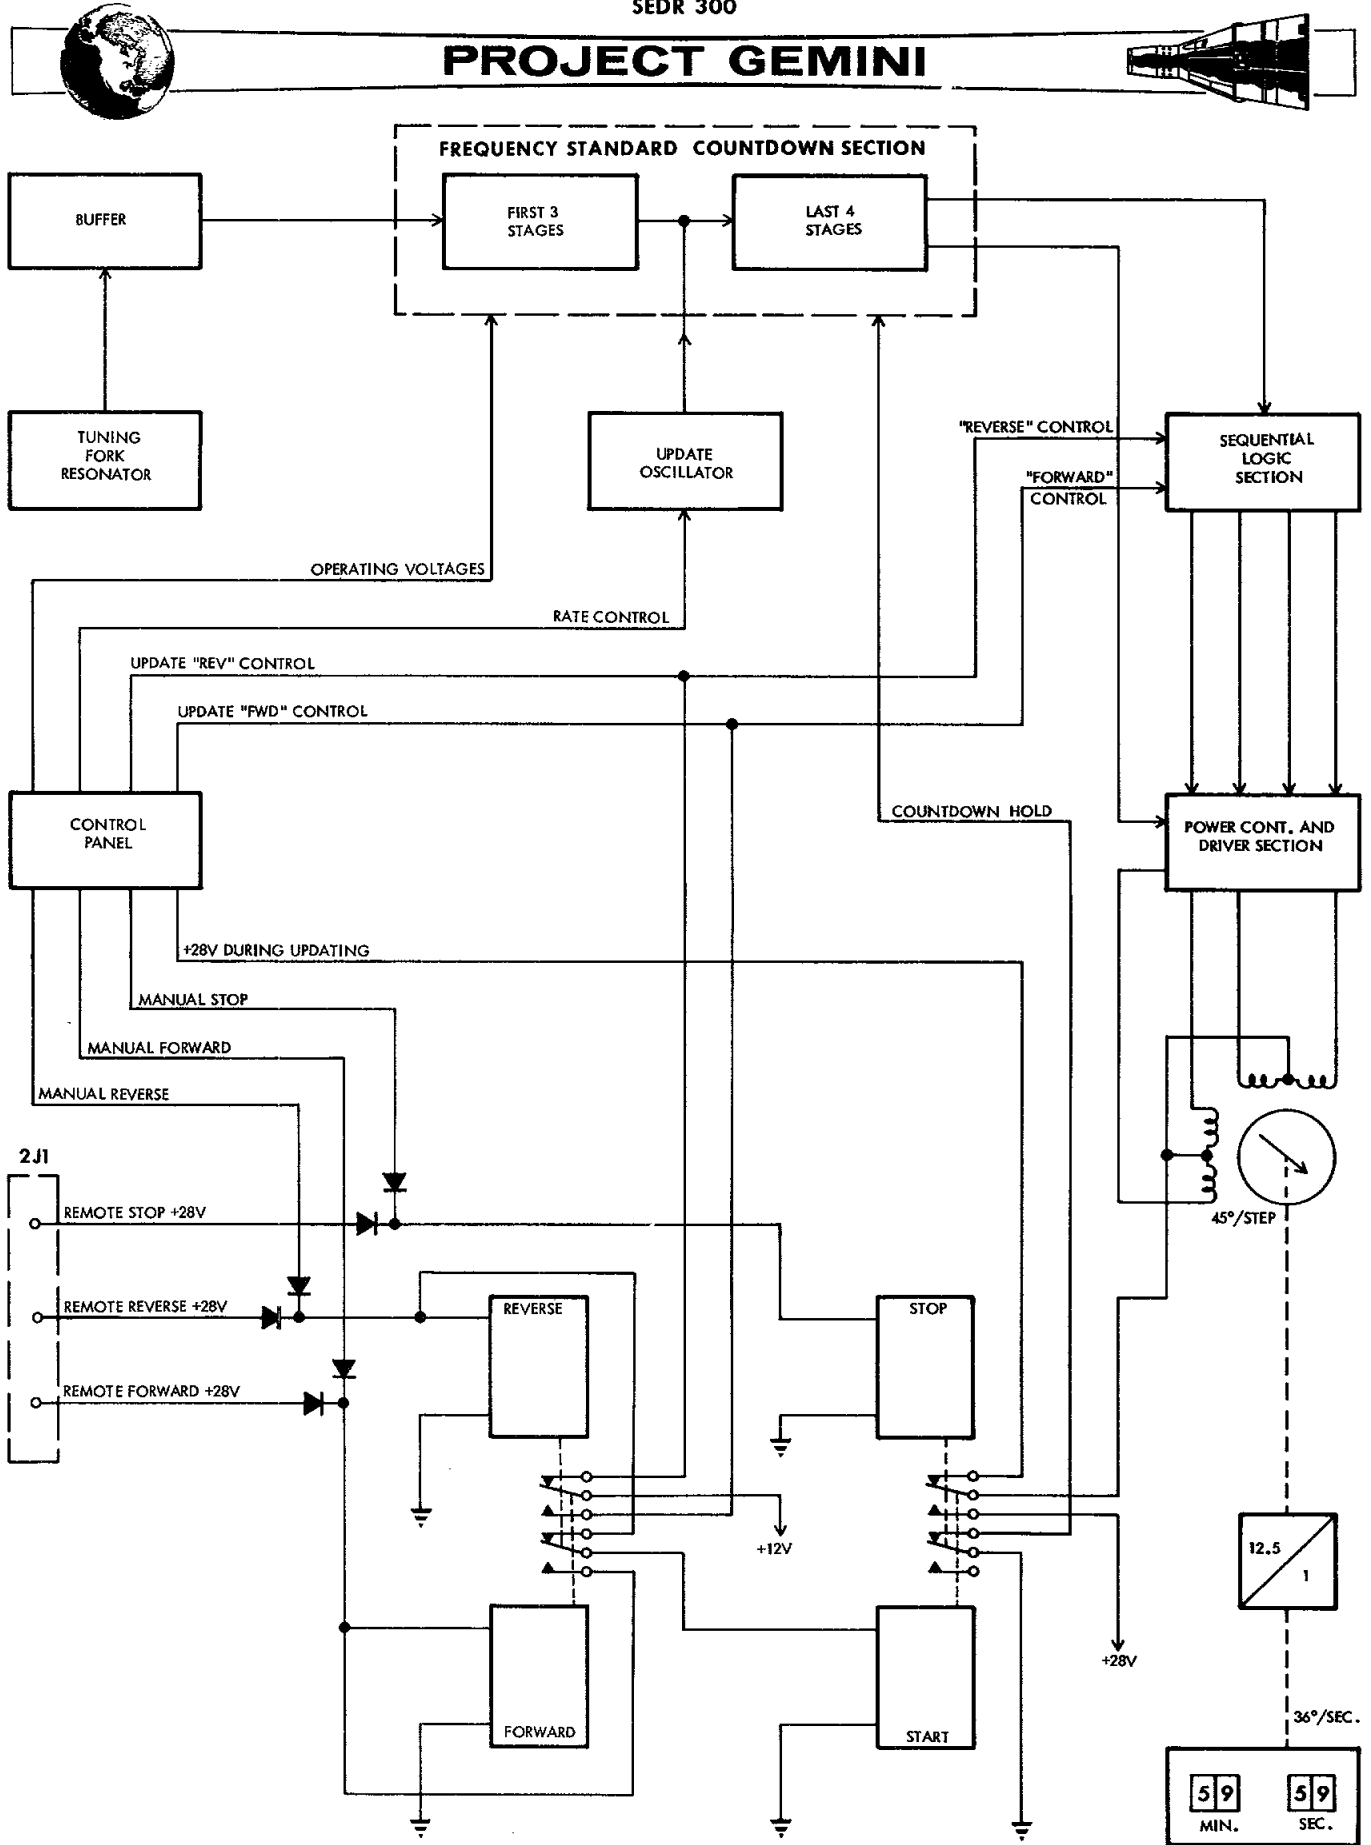 SEDR 300
PROJECT GEMINI
FREQUENCY STANDARD COUNTDOWN SECTION
BUFFER
FIRST 3
STAGES
LAST 4
STAGES
TUNING
FORK
RESONATOR
UPDATE
OSCILLATOR
"REVERSE" CONTROL
"FORWARD"
CONTROL
SEQUENTIAL
LOGIC
SECTION
OPERATING VOLTAGES
RATE CONTROL
UPDATE "REV" CONTROL
UPDATE "FWD" CONTROL
CONTROL
PANEL
COUNTDOWN HOLD
POWER CONT. AND
DRIVER SECTION
+28V DURING UPDATING
MANUAL STOP
MANUAL FORWARD
MANUAL REVERSE
2J1
REMOTE STOP +28V
45°/STEP
REMOTE REVERSE +28V
REVERSE
STOP
REMOTE FORWARD +28V
+12V
12.5
1
+28V
36°/SEC.
FORWARD
START
59 59
MIN. SEC.